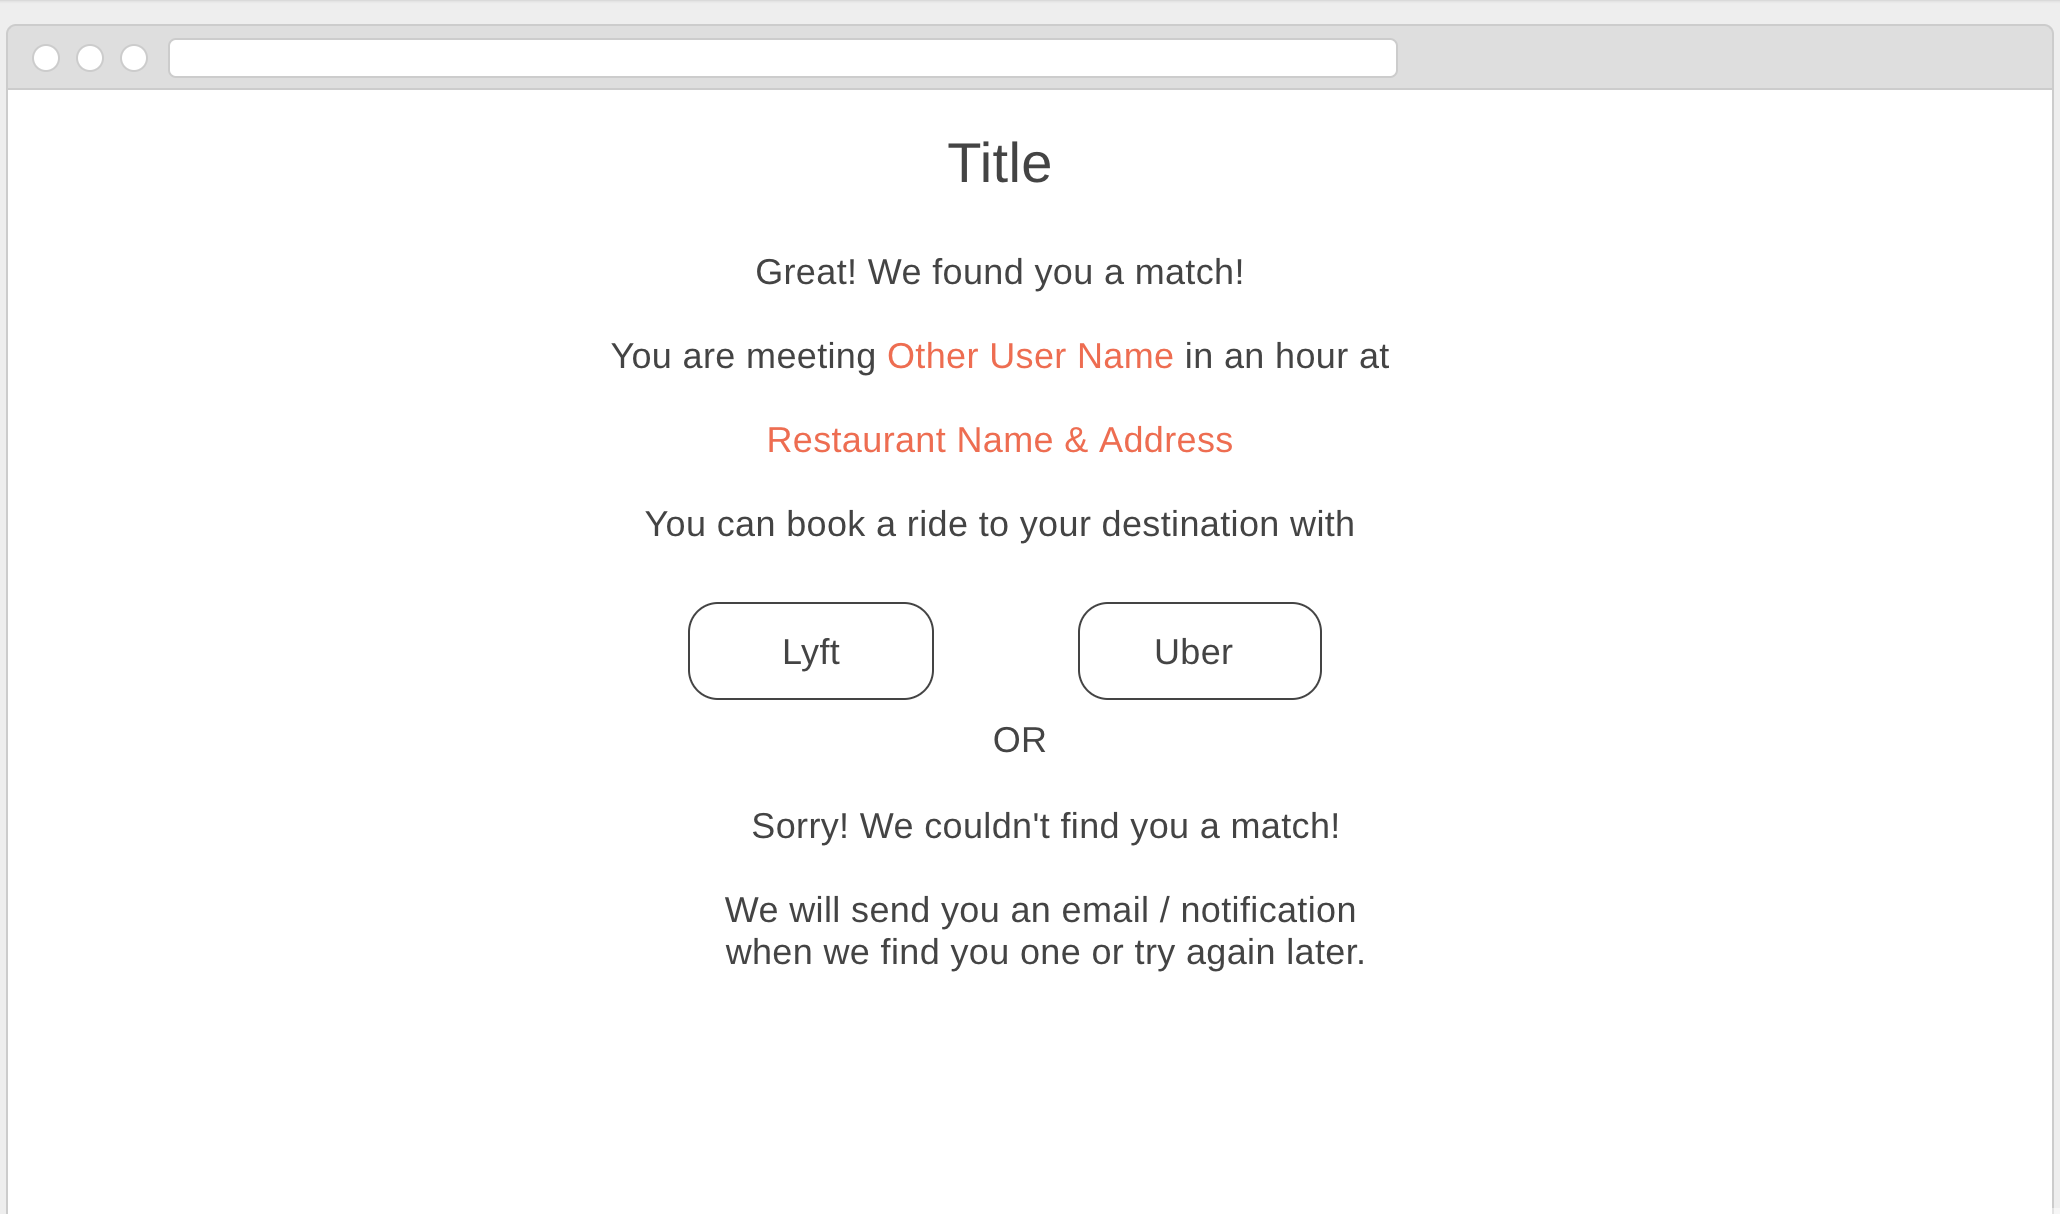 Title
Great! We found you a match!
You are meeting Other User Name in an hour at
Restaurant Name & Address
You can book a ride to your destination with
Lyft
Uber
OR
Sorry! We couldn't find you a match!
We will send you an email / notification
when we find you one or try again later.